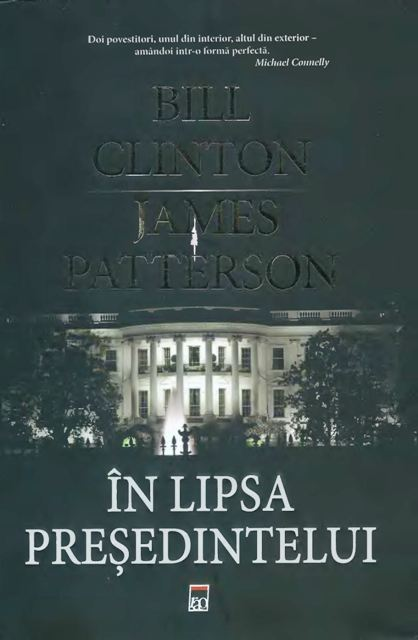 Doi povestitori, unul din interior, altul din exterior –
amândoi într-o formă perfectă.
Michael Connelly
BILL
CLINTON
JAMES
PATTERSON
ÎN LIPSA
PREȘEDINTELUI
rao